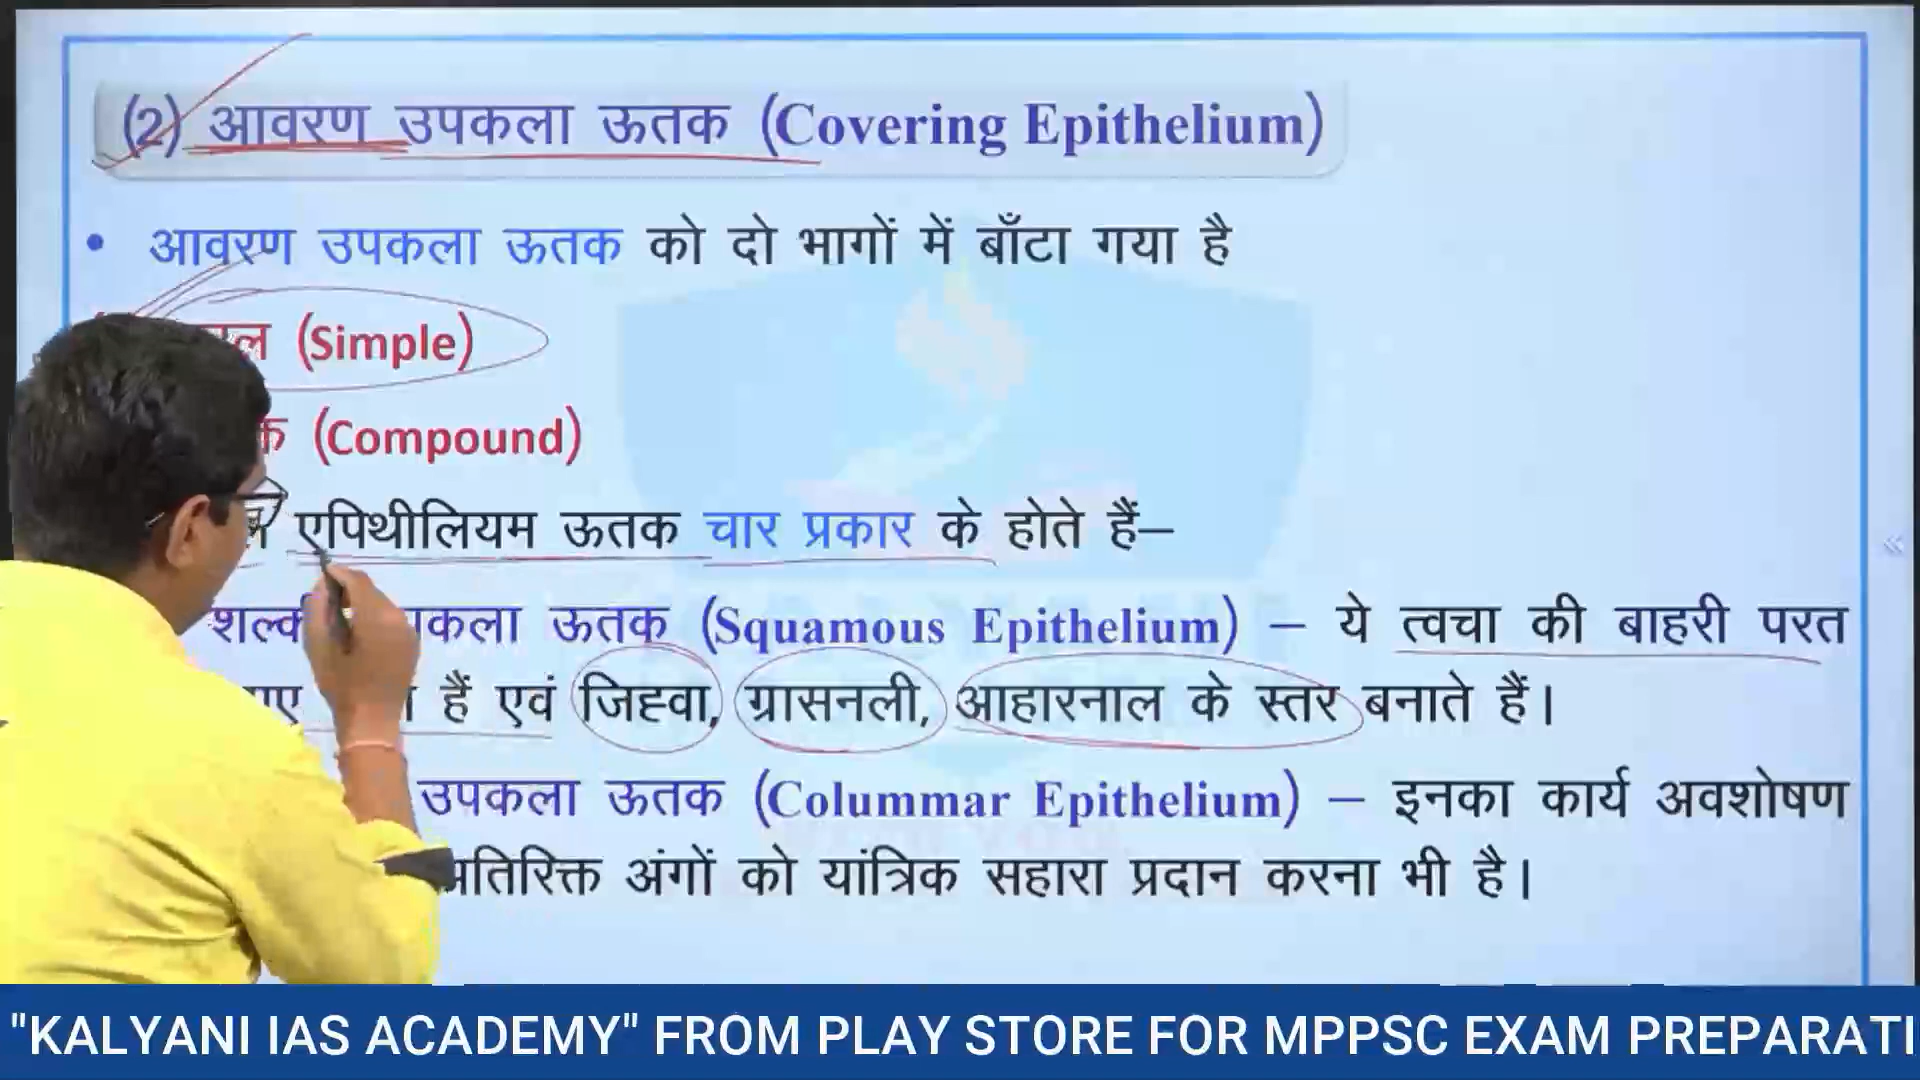 (2) आवरण उपकला ऊतक (Covering Epithelium)
• आवरण उपकला ऊतक को दो भागों में बाँटा गया है
(Simple)
(Compound)
एपिथीलियम ऊतक चार प्रकार के होते हैं–
ऊतक (Squamous Epithelium) – ये त्वचा की बाहरी परत
हैं एवं जिह्वा, ग्रासनली, आहारनाल के स्तर बनाते हैं।
उपकला ऊतक (Colummar Epithelium) – इनका कार्य अवशोषण
अंगों को यांत्रिक सहारा प्रदान करना भी है।
"KALYANI IAS ACADEMY" FROM PLAY STORE FOR MPPSC EXAM PREPARATI